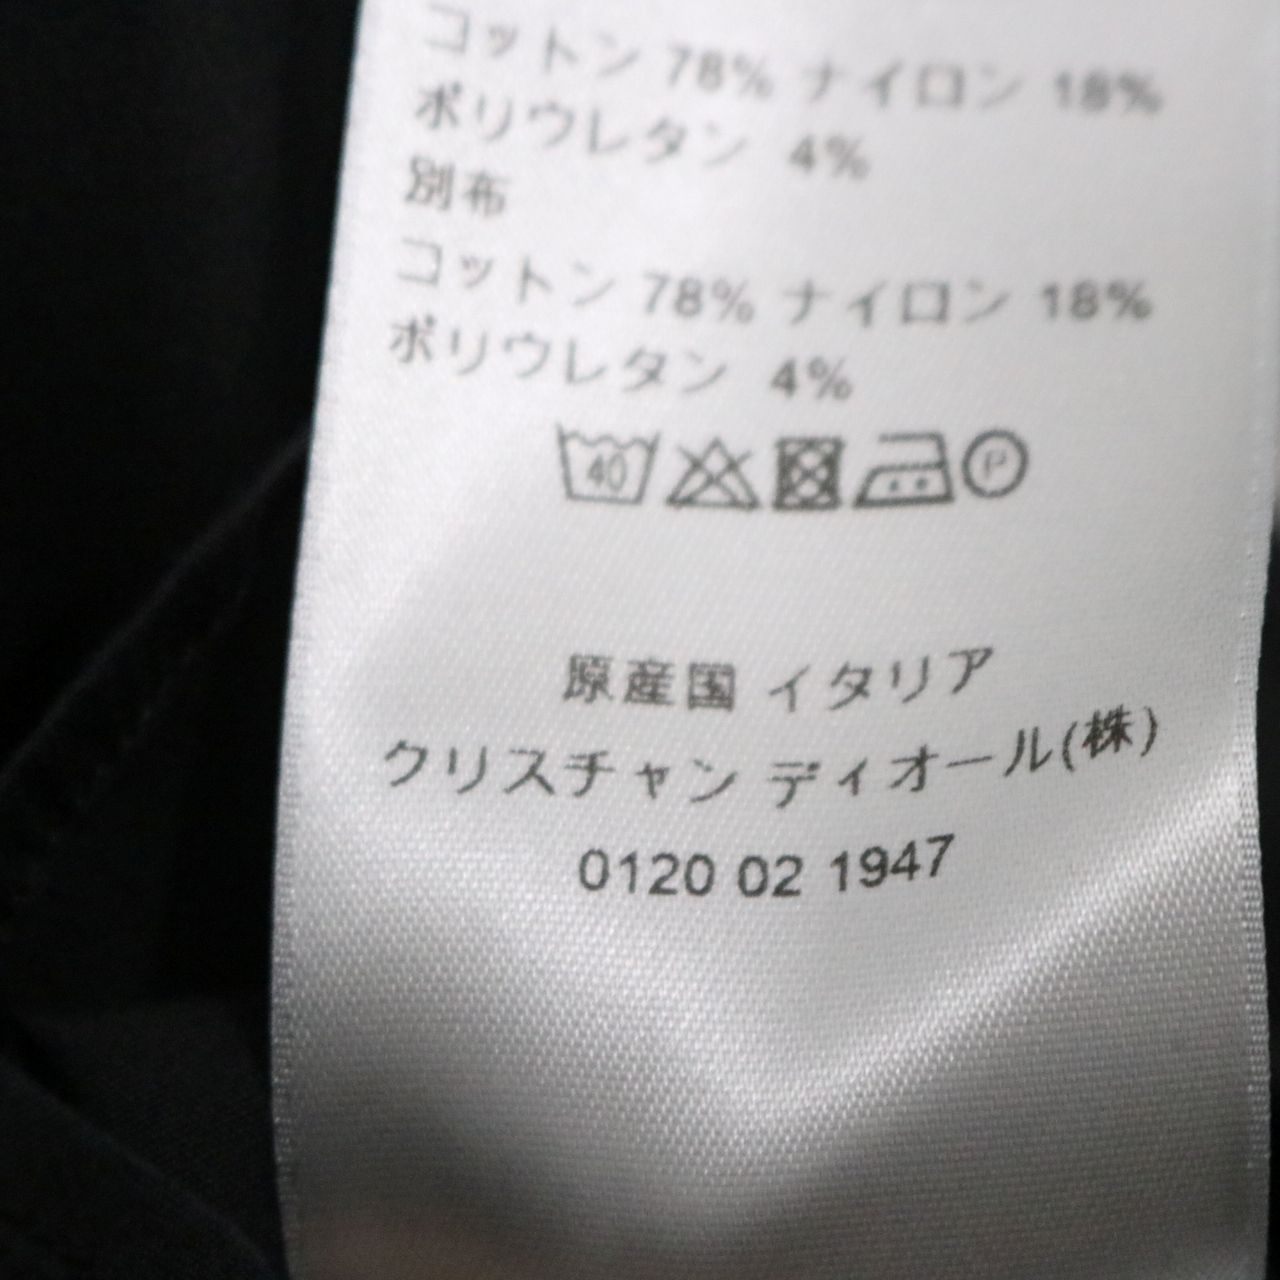 コットン 78% ナイロン 18%
ポリウレタン 4%
別布
コットン 78% ナイロン 18%
ポリウレタン 4%
40 P
原産国 イタリア
クリスチャン ディオール(株)
0120 02 1947